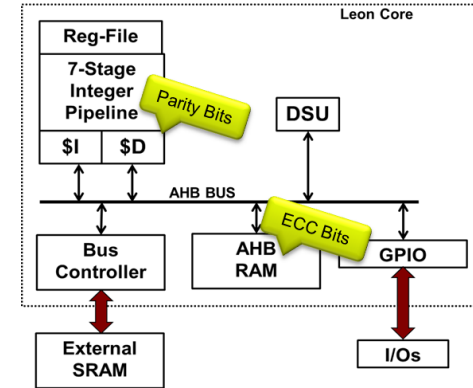 Leon Core
Reg-File
7-Stage
Integer
Pipeline
Parity Bits
DSU
$I
$D
AHB BUS
ECC Bits
Bus
Controller
AHB
RAM
GPIO
External
SRAM
I/Os